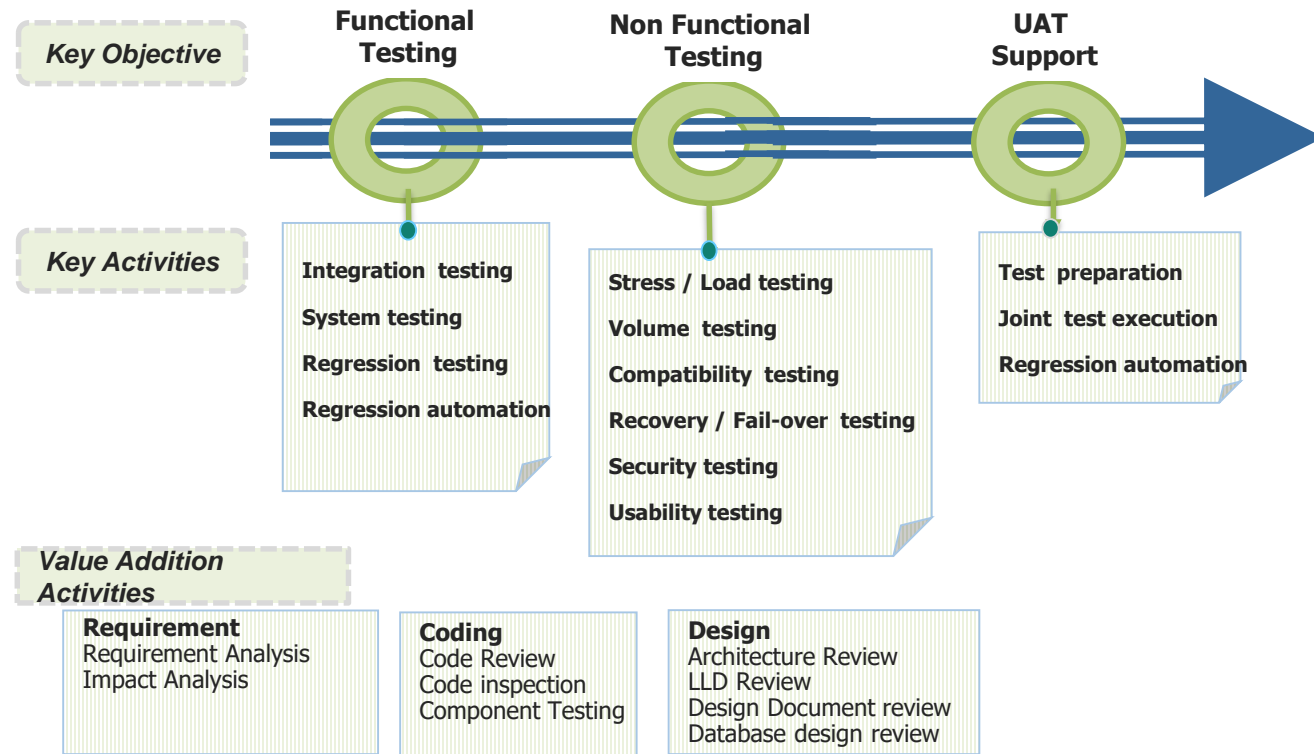 Key Objective
Functional
Testing
Non Functional
Testing
UAT
Support
Key Activities
Integration testing
System testing
Regression testing
Regression automation
Stress / Load testing
Volume testing
Compatibility testing
Recovery / Fail-over testing
Security testing
Usability testing
Test preparation
Joint test execution
Regression automation
Value Addition
Activities
Requirement
Requirement Analysis
Impact Analysis
Coding
Code Review
Code inspection
Component Testing
Design
Architecture Review
LLD Review
Design Document review
Database design review